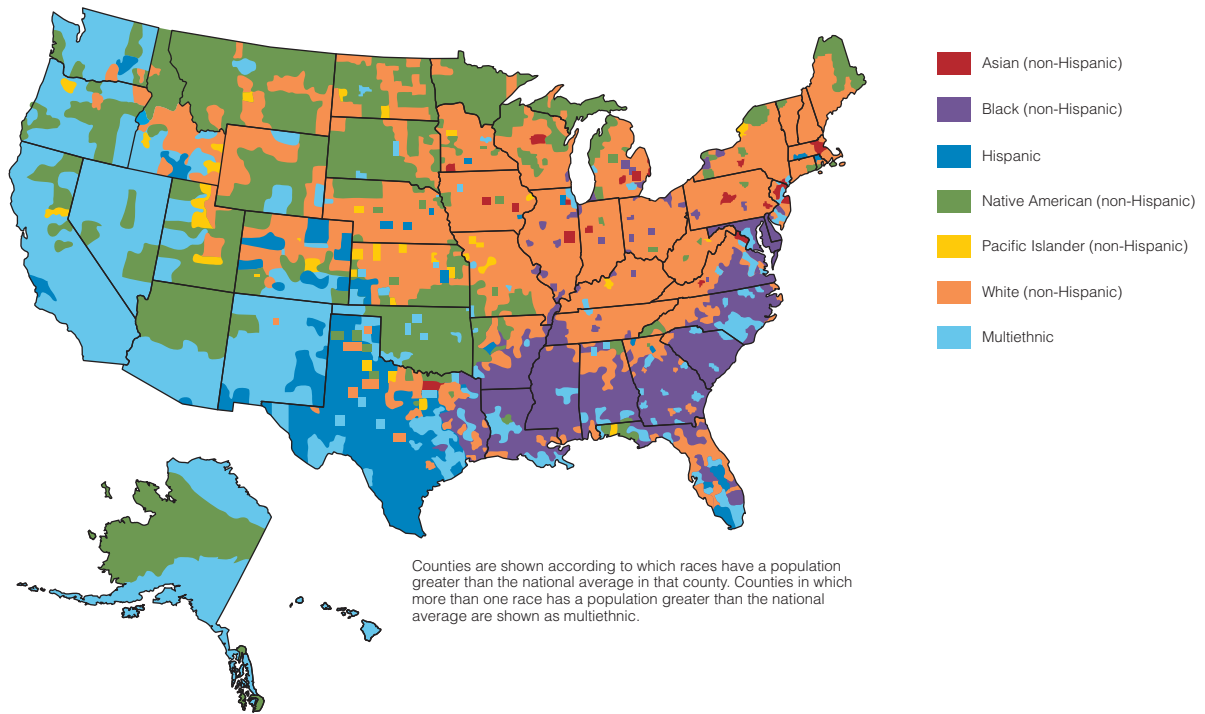 Asian (non-Hispanic)
Black (non-Hispanic)
Hispanic
Native American (non-Hispanic)
Pacific Islander (non-Hispanic)
White (non-Hispanic)
Multiethnic
Counties are shown according to which races have a population
greater than the national average in that county. Counties in which
more than one race has a population greater than the national
average are shown as multiethnic.